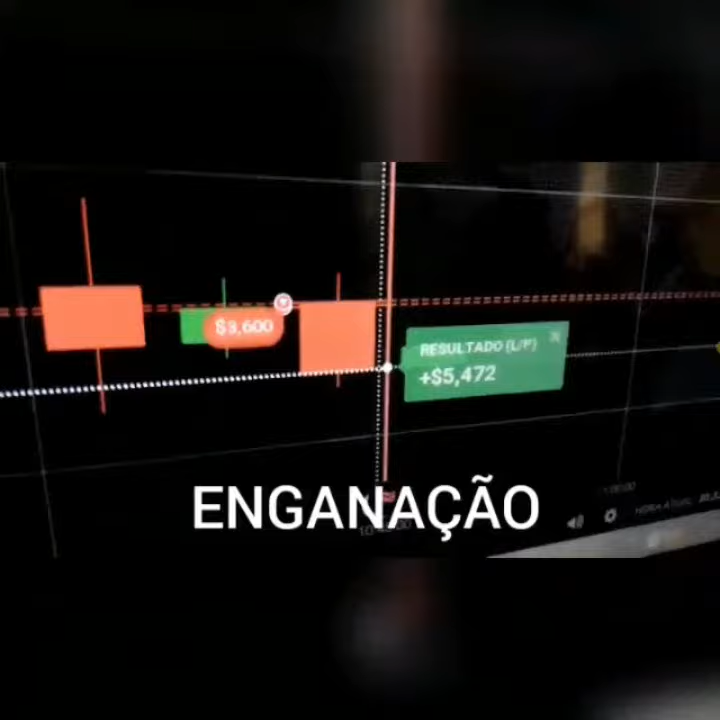 $3,600
RESULTADO (L/P)
+$5,472
ENGANAÇÃO